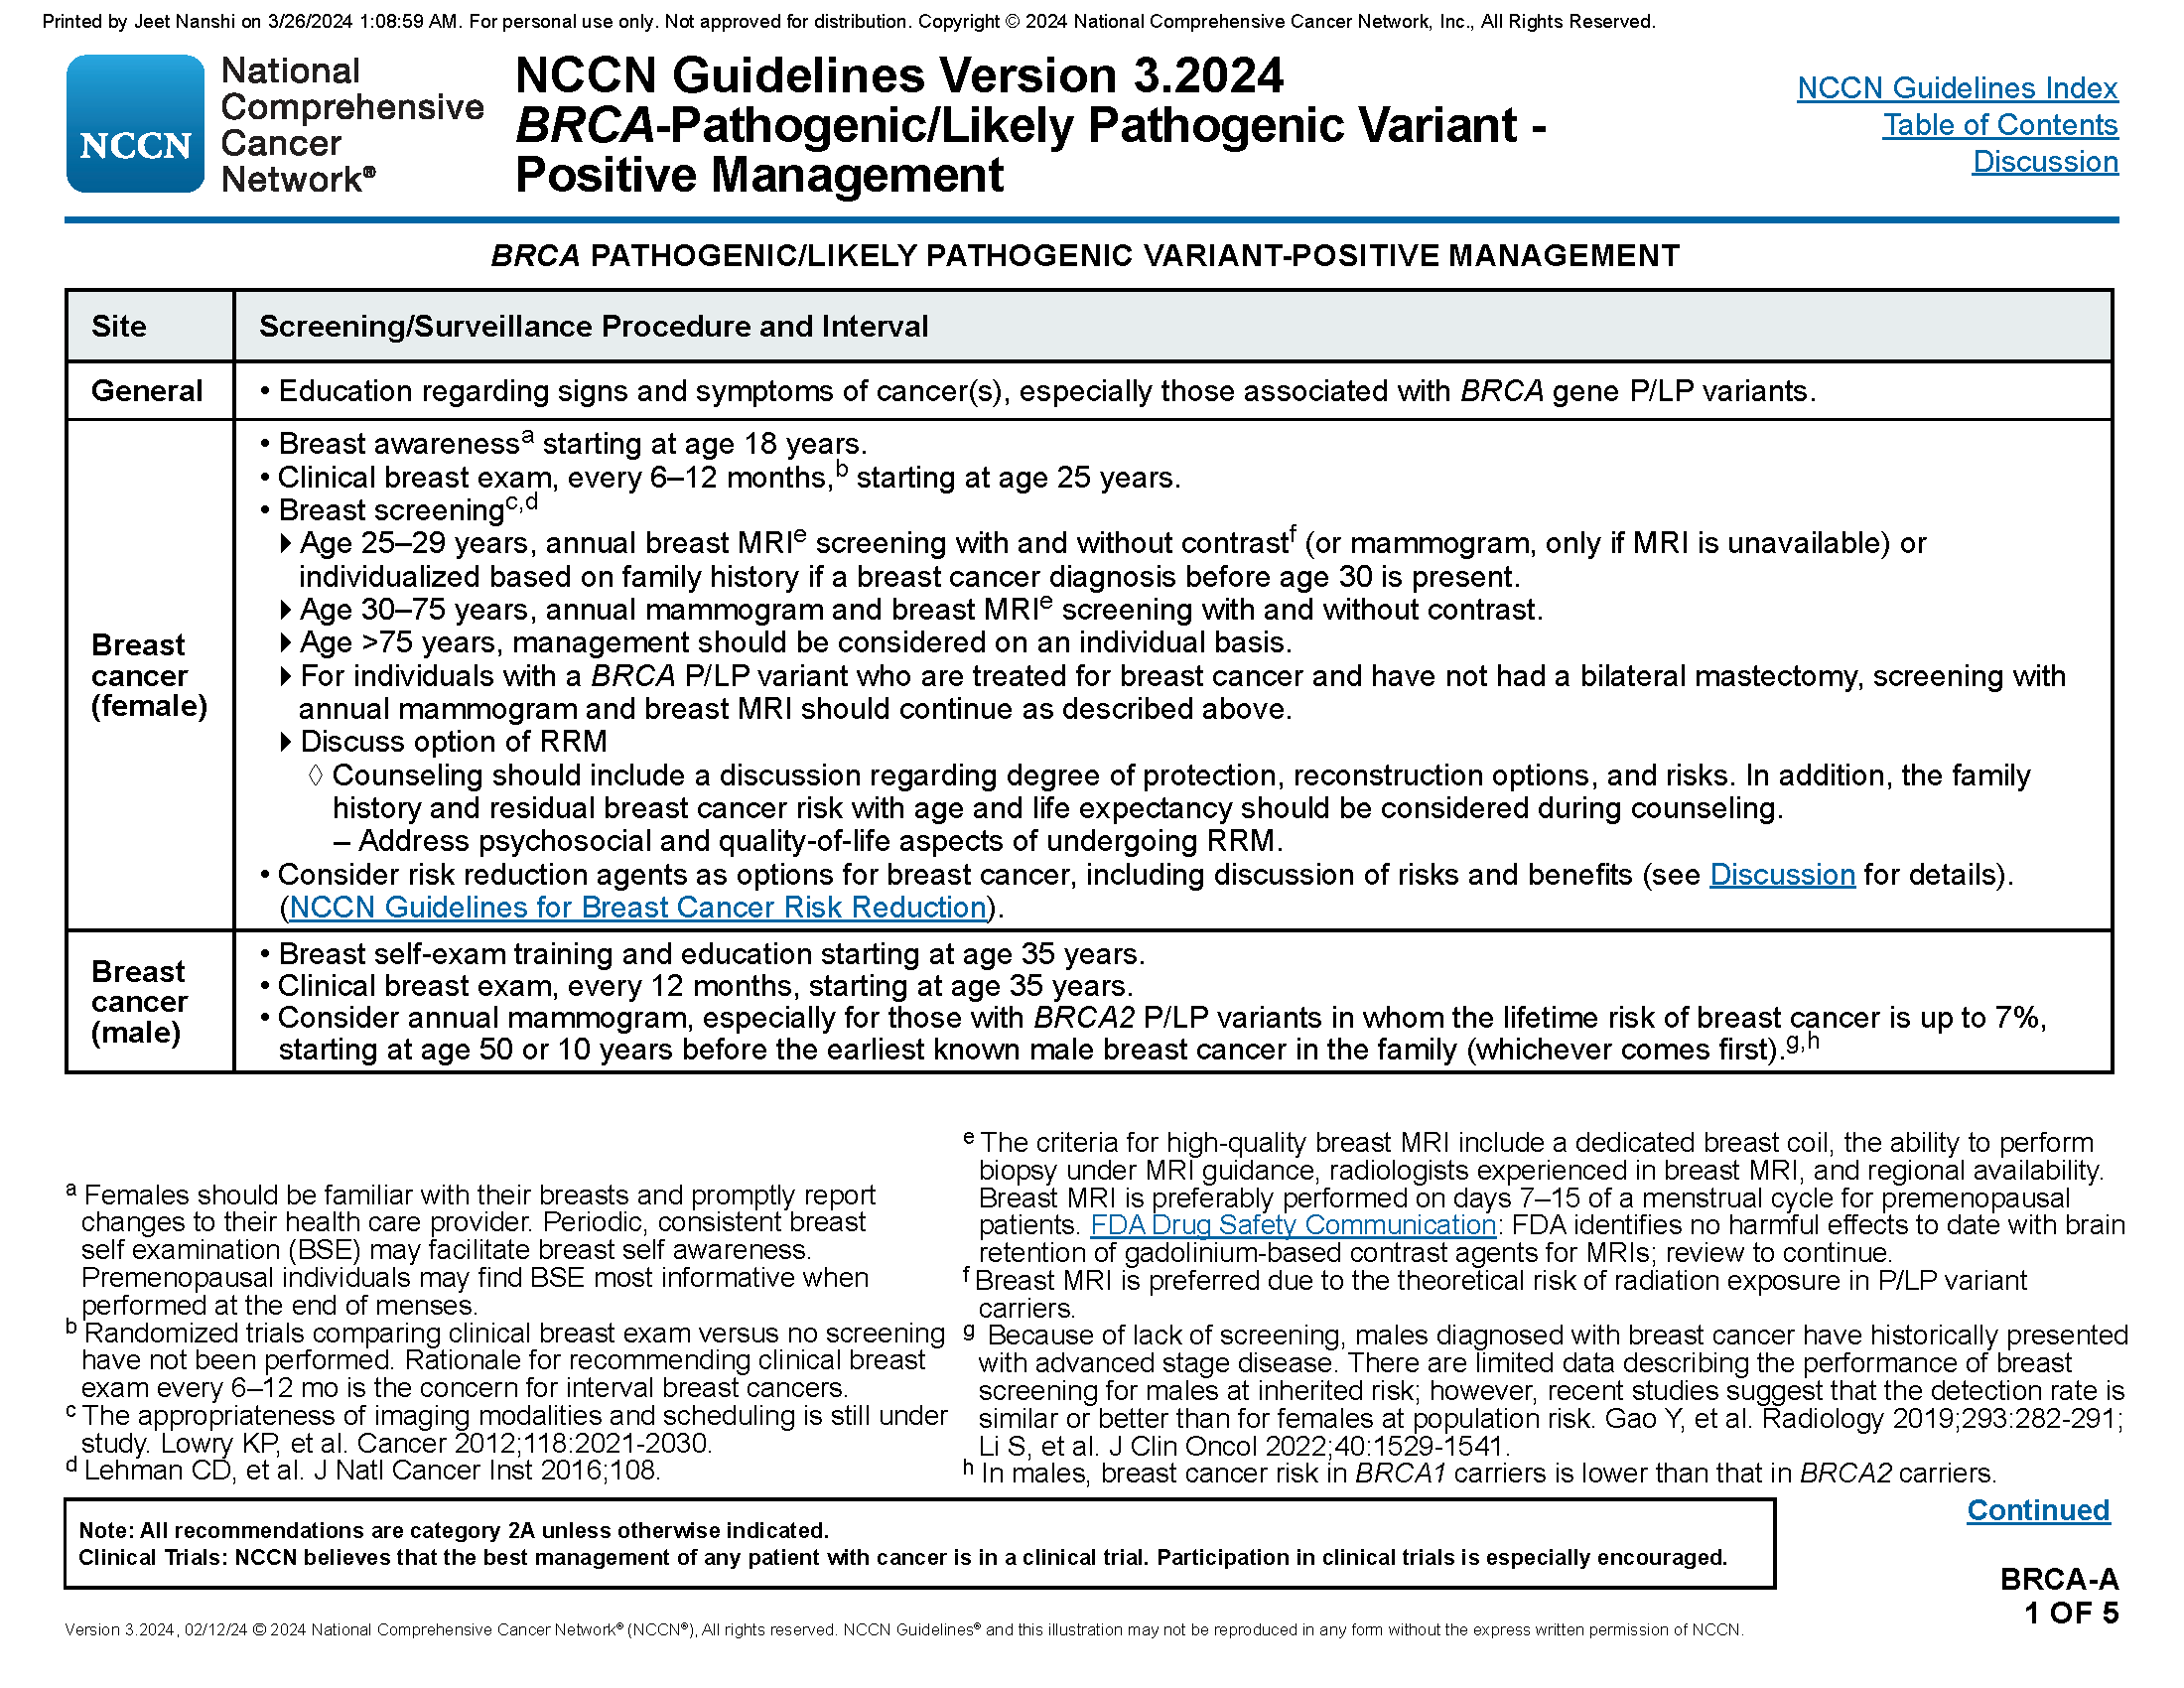 Printed by Jeet Nanshi on 3/26/2024 1:08:59 AM. For personal use only. Not approved for distribution. Copyright © 2024 National Comprehensive Cancer Network, Inc., All Rights Reserved.
NCCN
National
Comprehensive
Cancer
Network®
NCCN Guidelines Version 3.2024
BRCA-Pathogenic/Likely Pathogenic Variant -
Positive Management
NCCN Guidelines Index
Table of Contents
Discussion
BRCA PATHOGENIC/LIKELY PATHOGENIC VARIANT-POSITIVE MANAGEMENT
Site
Screening/Surveillance Procedure and Interval
General
• Education regarding signs and symptoms of cancer(s), especially those associated with BRCA gene P/LP variants.
Breast
cancer
(female)
• Breast awareness^a starting at age 18 years.
• Clinical breast exam, every 6–12 months,^b starting at age 25 years.
• Breast screening^c,d
▶ Age 25–29 years, annual breast MRI^e screening with and without contrast^f (or mammogram, only if MRI is unavailable) or
individualized based on family history if a breast cancer diagnosis before age 30 is present.
▶ Age 30–75 years, annual mammogram and breast MRI^e screening with and without contrast.
▶ Age >75 years, management should be considered on an individual basis.
▶ For individuals with a BRCA P/LP variant who are treated for breast cancer and have not had a bilateral mastectomy, screening with
annual mammogram and breast MRI should continue as described above.
▶ Discuss option of RRM
◊ Counseling should include a discussion regarding degree of protection, reconstruction options, and risks. In addition, the family
history and residual breast cancer risk with age and life expectancy should be considered during counseling.
– Address psychosocial and quality-of-life aspects of undergoing RRM.
• Consider risk reduction agents as options for breast cancer, including discussion of risks and benefits (see Discussion for details).
(NCCN Guidelines for Breast Cancer Risk Reduction).
Breast
cancer
(male)
• Breast self-exam training and education starting at age 35 years.
• Clinical breast exam, every 12 months, starting at age 35 years.
• Consider annual mammogram, especially for those with BRCA2 P/LP variants in whom the lifetime risk of breast cancer is up to 7%,
starting at age 50 or 10 years before the earliest known male breast cancer in the family (whichever comes first).^g,h
^a Females should be familiar with their breasts and promptly report
changes to their health care provider. Periodic, consistent breast
self examination (BSE) may facilitate breast self awareness.
Premenopausal individuals may find BSE most informative when
performed at the end of menses.
^b Randomized trials comparing clinical breast exam versus no screening
have not been performed. Rationale for recommending clinical breast
exam every 6–12 mo is the concern for interval breast cancers.
^c The appropriateness of imaging modalities and scheduling is still under
study. Lowry KP, et al. Cancer 2012;118:2021-2030.
^d Lehman CD, et al. J Natl Cancer Inst 2016;108.
^e The criteria for high-quality breast MRI include a dedicated breast coil, the ability to perform
biopsy under MRI guidance, radiologists experienced in breast MRI, and regional availability.
Breast MRI is preferably performed on days 7–15 of a menstrual cycle for premenopausal
patients. FDA Drug Safety Communication: FDA identifies no harmful effects to date with brain
retention of gadolinium-based contrast agents for MRIs; review to continue.
^f Breast MRI is preferred due to the theoretical risk of radiation exposure in P/LP variant
carriers.
^g Because of lack of screening, males diagnosed with breast cancer have historically presented
with advanced stage disease. There are limited data describing the performance of breast
screening for males at inherited risk; however, recent studies suggest that the detection rate is
similar or better than for females at population risk. Gao Y, et al. Radiology 2019;293:282-291;
Li S, et al. J Clin Oncol 2022;40:1529-1541.
^h In males, breast cancer risk in BRCA1 carriers is lower than that in BRCA2 carriers.
Note: All recommendations are category 2A unless otherwise indicated.
Clinical Trials: NCCN believes that the best management of any patient with cancer is in a clinical trial. Participation in clinical trials is especially encouraged.
Continued
BRCA-A
1 OF 5
Version 3.2024, 02/12/24 © 2024 National Comprehensive Cancer Network® (NCCN®), All rights reserved. NCCN Guidelines® and this illustration may not be reproduced in any form without the express written permission of NCCN.